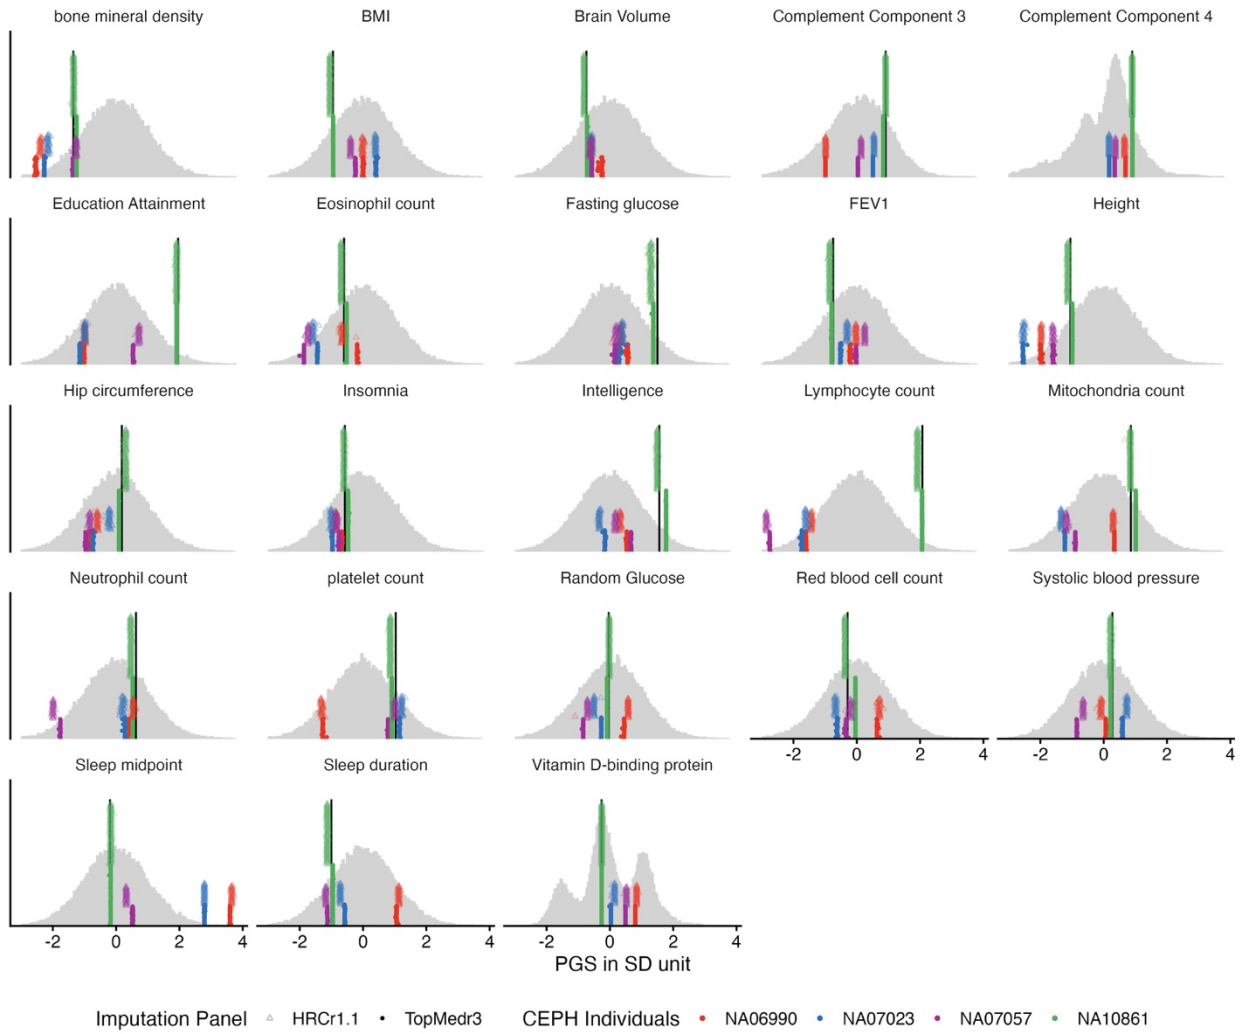 bone mineral density
BMI
Brain Volume
Complement Component 3
Complement Component 4
Education Attainment
Eosinophil count
Fasting glucose
FEV1
Height
Hip circumference
Insomnia
Intelligence
Lymphocyte count
Mitochondria count
Neutrophil count
platelet count
Random Glucose
Red blood cell count
Systolic blood pressure
-2 0 2 4
-2 0 2 4
Sleep midpoint
Sleep duration
Vitamin D-binding protein
-2 0 2 4
-2 0 2 4
-2 0 2 4
PGS in SD unit
Imputation Panel HRCr1.1 TopMedr3 CEPH Individuals NA06990 NA07023 NA07057 NA10861